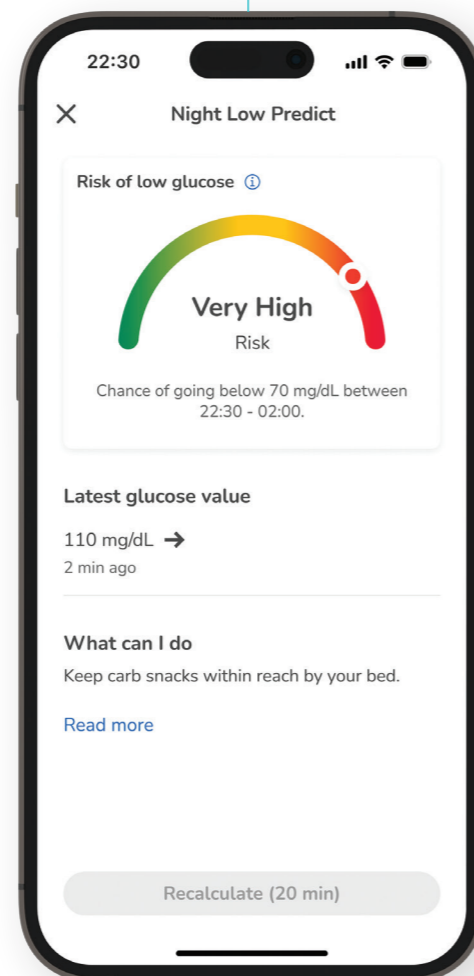 22:30
Night Low Predict
Risk of low glucose
Very High
Risk
Chance of going below 70 mg/dL between
22:30 - 02:00.
Latest glucose value
110 mg/dL →
2 min ago
What can I do
Keep carb snacks within reach by your bed.
Read more
Recalculate (20 min)